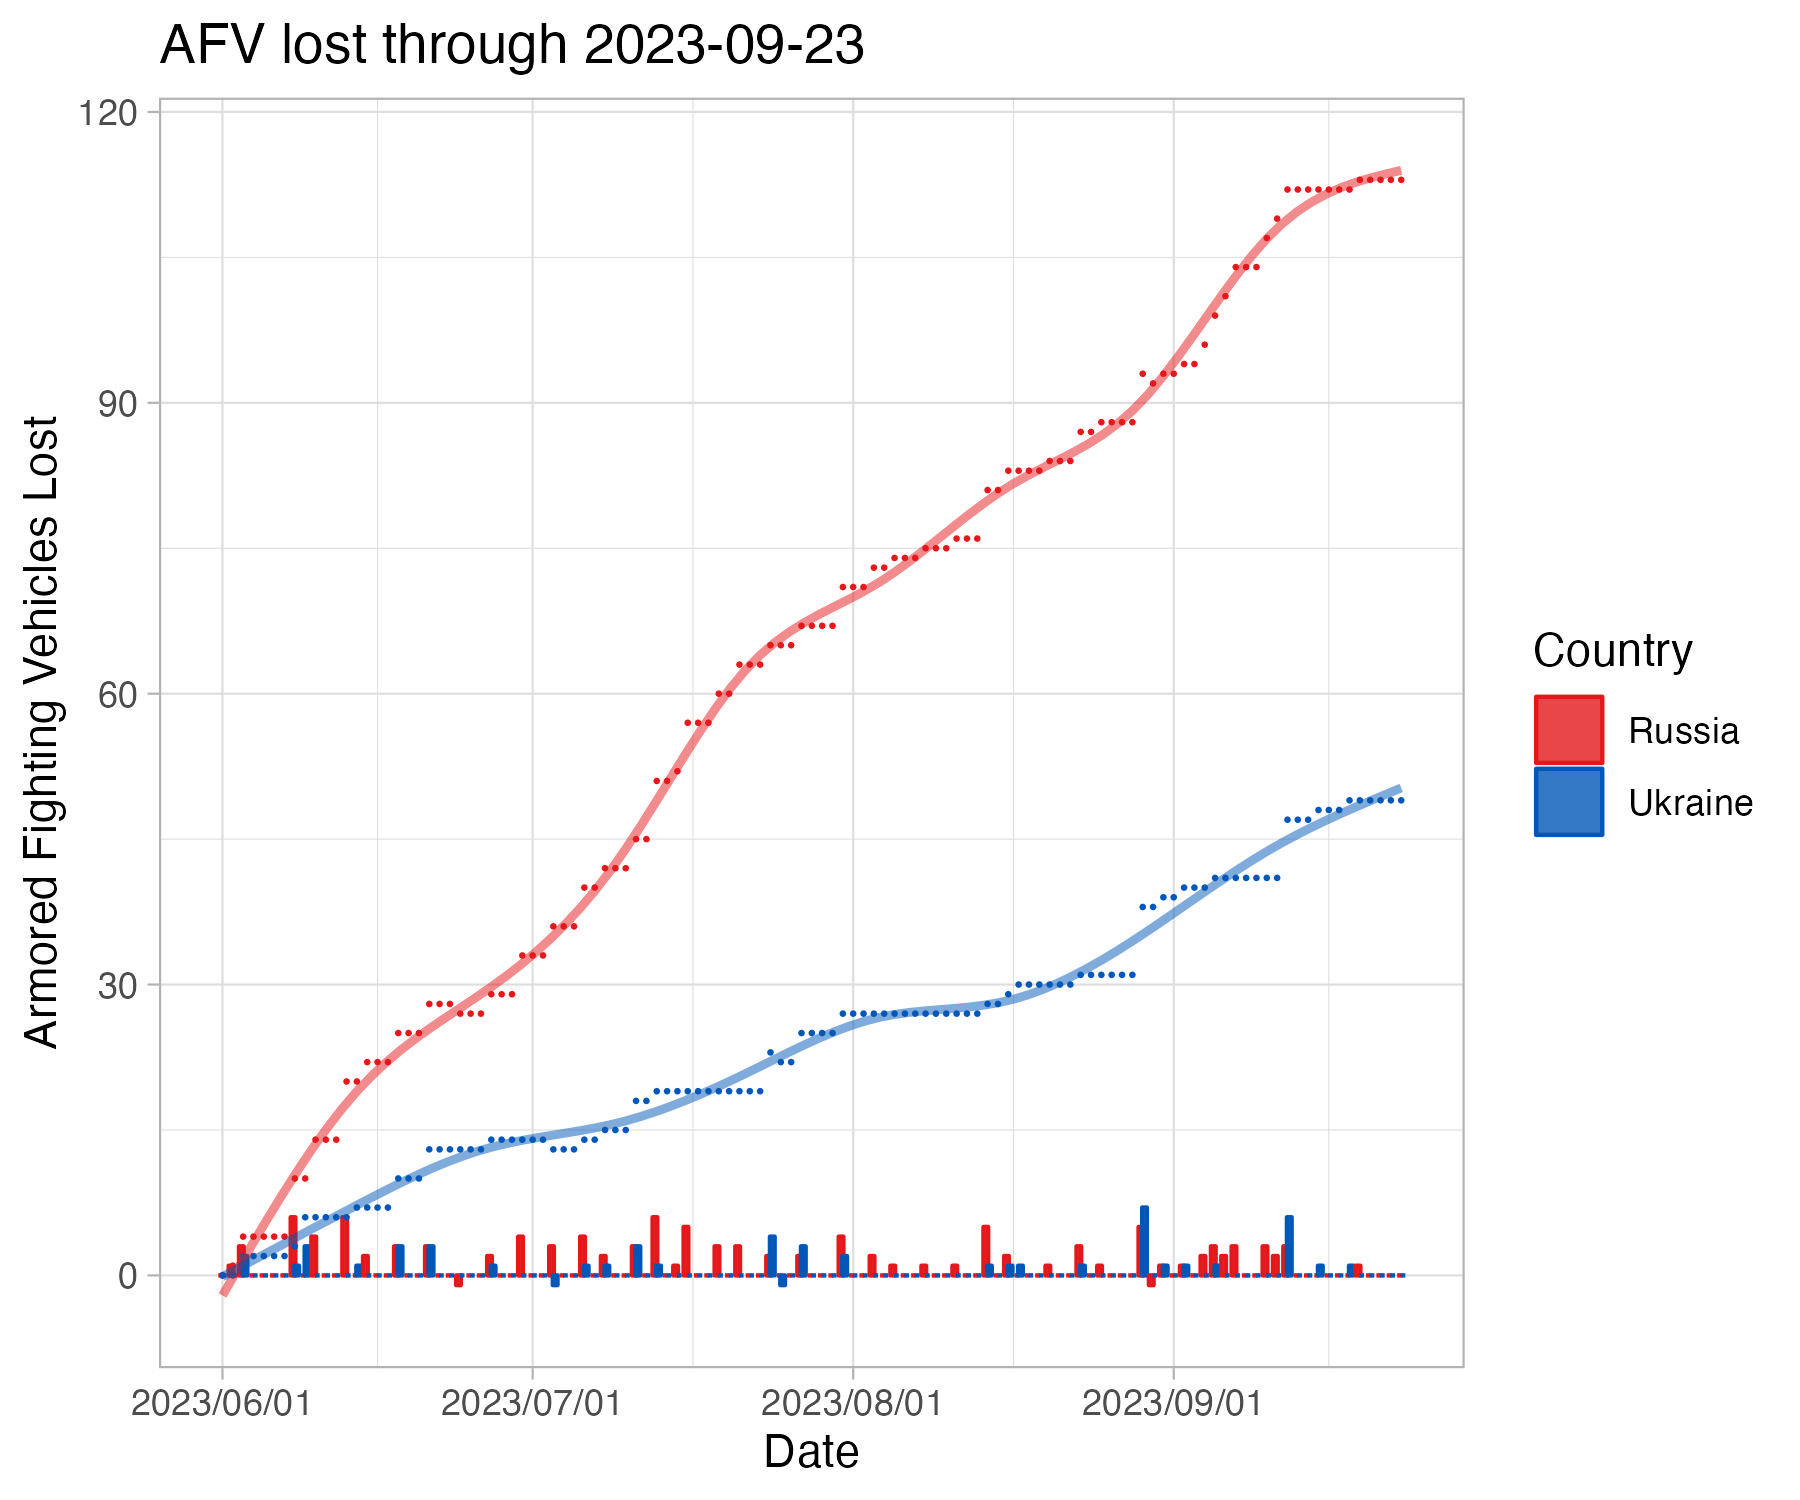 AFV lost through 2023-09-23
120
90
60
30
0
Armored Fighting Vehicles Lost
2023/06/01
2023/07/01
2023/08/01
2023/09/01
Date
Country
Russia
Ukraine